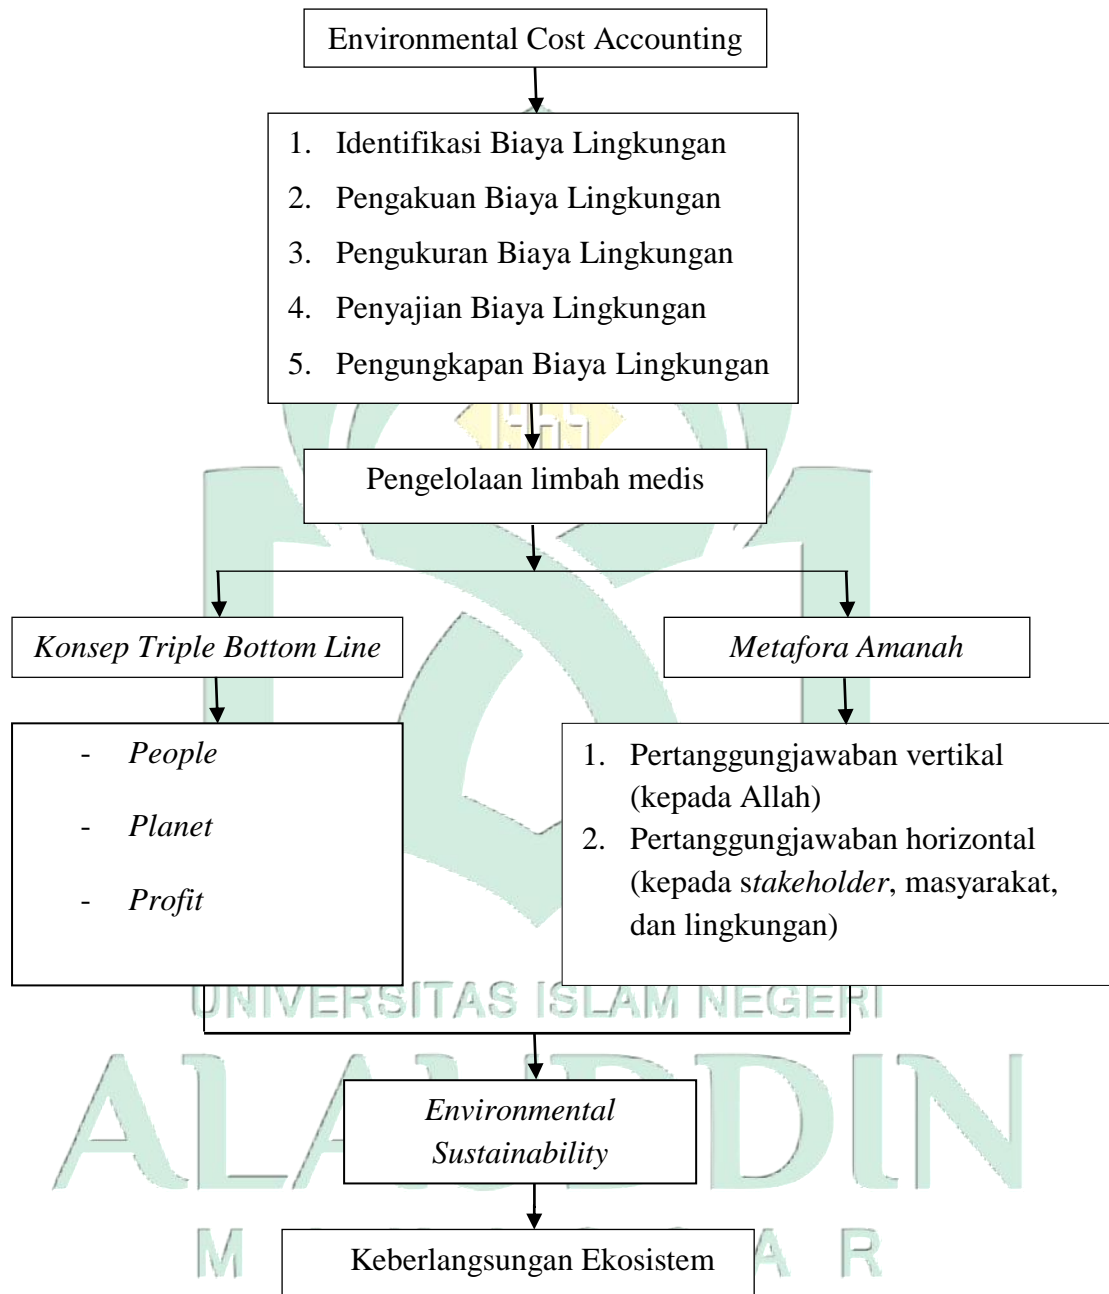 Environmental Cost Accounting
1. Identifikasi Biaya Lingkungan
2. Pengakuan Biaya Lingkungan
3. Pengukuran Biaya Lingkungan
4. Penyajian Biaya Lingkungan
5. Pengungkapan Biaya Lingkungan
Pengelolaan limbah medis
Konsep Triple Bottom Line
Metafora Amanah
- People
- Planet
- Profit
1. Pertanggungjawaban vertikal
(kepada Allah)
2. Pertanggungjawaban horizontal
(kepada stakeholder, masyarakat,
dan lingkungan)
UNIVERSITAS ISLAM NEGERI
ALAUDDIN
Environmental
Sustainability
Keberlangsungan Ekosistem